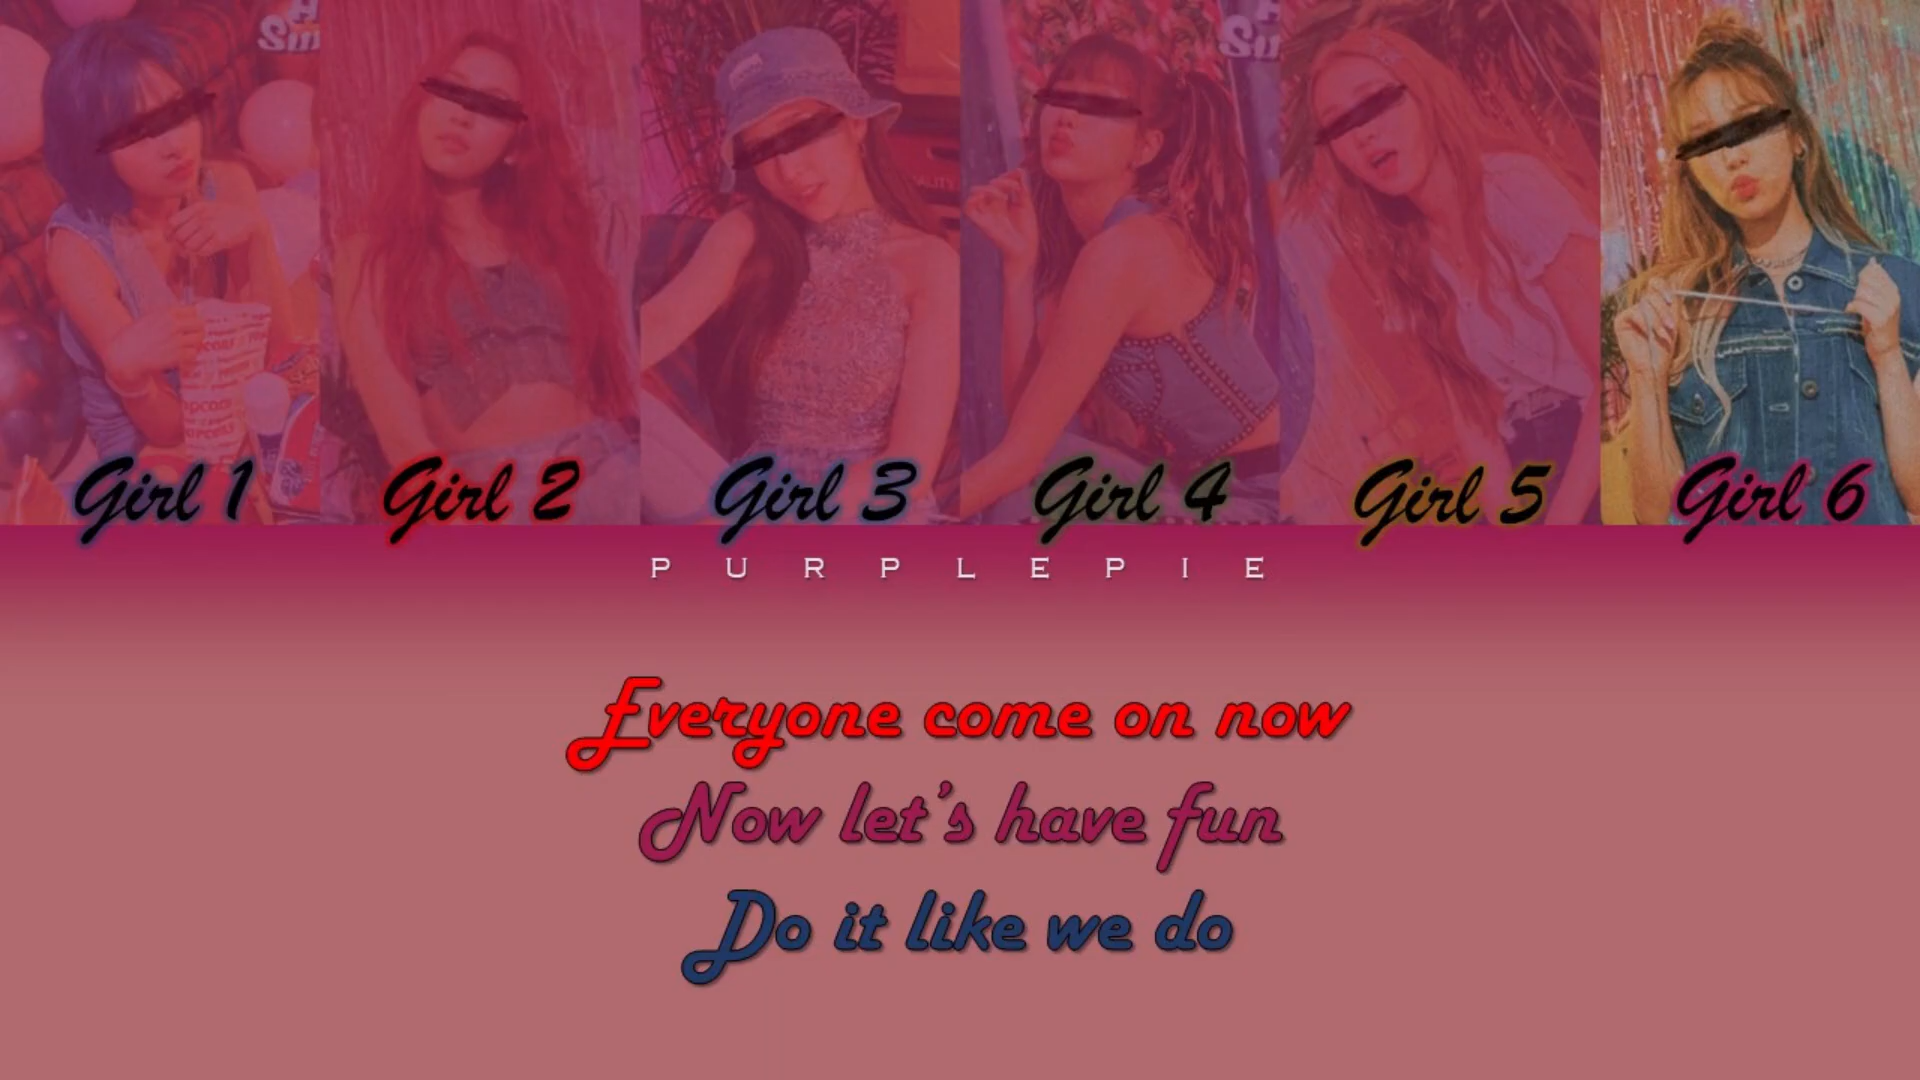 Girl 1
Girl 2
Girl 3
Girl 4
Girl 5
Girl 6
PURPLEPIE
Everyone come on now
Now let's have fun
Do it like we do